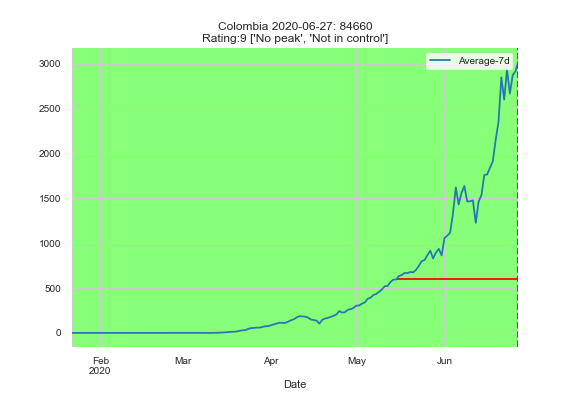 Colombia 2020-06-27: 84660
Rating:9 ['No peak', 'Not in control']
Average-7d
3000
2500
2000
1500
1000
500
0
Feb Mar Apr May Jun
2020
Date